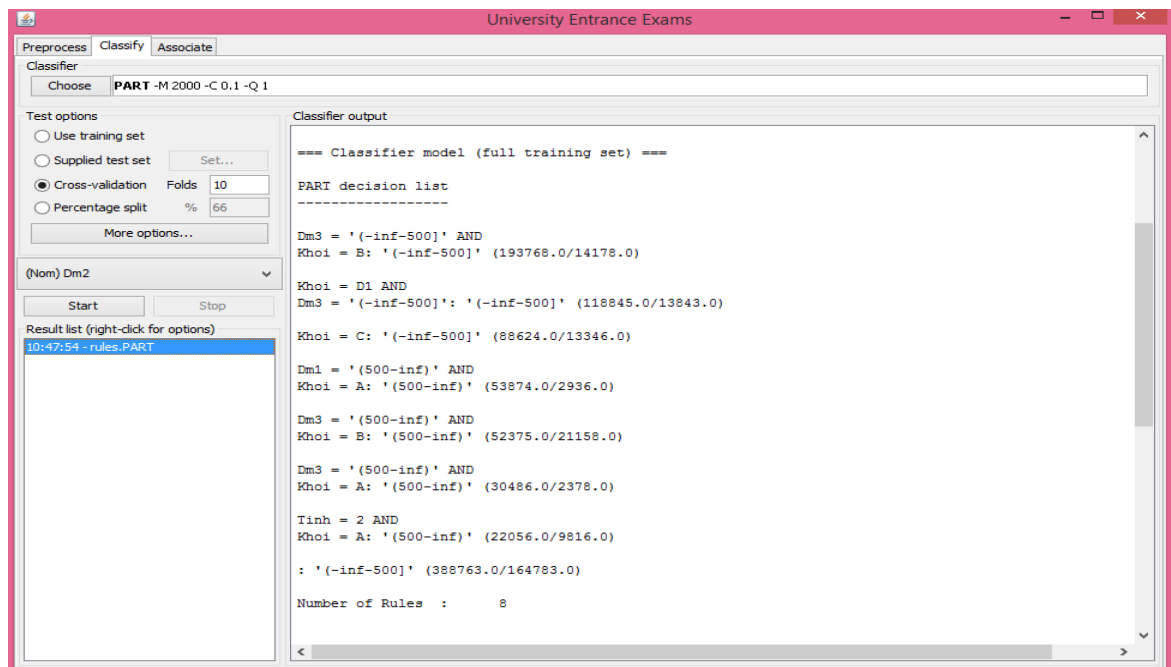 University Entrance Exams
Preprocess Classify Associate
Classifier
Choose PART -M 2000 -C 0.1 -Q 1
Test options
Use training set
Supplied test set Set...
Cross-validation Folds 10
Percentage split % 66
More options...
(Nom) Dm2
Start Stop
Result list (right-click for options)
10:47:54 - rules.PART
Classifier output
=== Classifier model (full training set) ===
PART decision list
------------------
Dm3 = '(-inf-500]' AND
Khoi = B: '(-inf-500]' (193768.0/14178.0)
Khoi = D1 AND
Dm3 = '(-inf-500]': '(-inf-500]' (118845.0/13843.0)
Khoi = C: '(-inf-500]' (88624.0/13346.0)
Dm1 = '(500-inf)' AND
Khoi = A: '(500-inf)' (53874.0/2936.0)
Dm3 = '(500-inf)' AND
Khoi = B: '(500-inf)' (52375.0/21158.0)
Dm3 = '(500-inf)' AND
Khoi = A: '(500-inf)' (30486.0/2378.0)
Tinh = 2 AND
Khoi = A: '(500-inf)' (22056.0/9816.0)
: '(-inf-500]' (388763.0/164783.0)
Number of Rules : 8